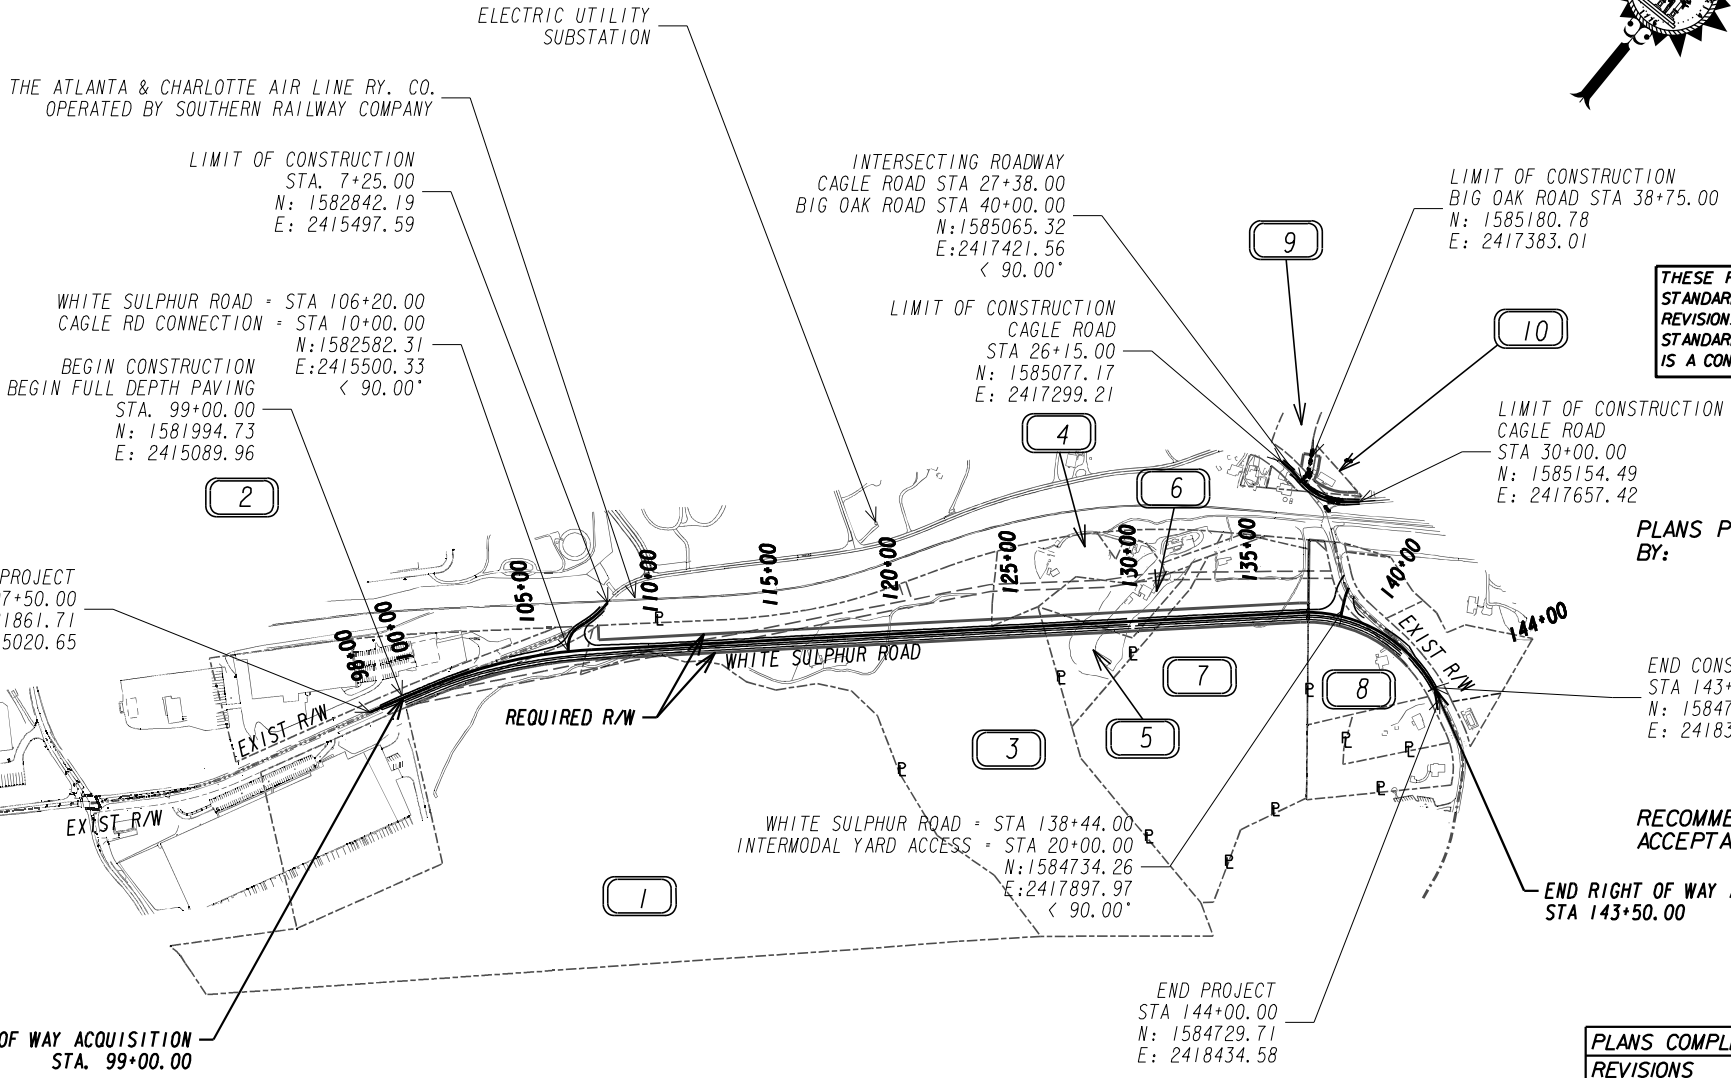 ELECTRIC UTILITY
SUBSTATION
THE ATLANTA & CHARLOTTE AIR LINE RY. CO.
OPERATED BY SOUTHERN RAILWAY COMPANY
LIMIT OF CONSTRUCTION
STA. 7+25.00
N: 1582842.19
E: 2415497.59
INTERSECTING ROADWAY
CAGLE ROAD STA 27+38.00
BIG OAK ROAD STA 40+00.00
N:1585065.32
E:2417421.56
< 90.00°
LIMIT OF CONSTRUCTION
BIG OAK ROAD STA 38+75.00
N: 1585180.78
E: 2417383.01
9
THESE
WHITE SULPHUR ROAD = STA 106+20.00
CAGLE RD CONNECTION = STA 10+00.00
N:1582582.31
E:2415500.33
< 90.00°
LIMIT OF CONSTRUCTION
CAGLE ROAD
STA 26+15.00
N: 1585077.17
E: 2417299.21
10
IS A
BEGIN CONSTRUCTION
BEGIN FULL DEPTH PAVING
STA. 99+00.00
N: 1581994.73
E: 2415089.96
LIMIT OF CONSTRUCTION
CAGLE ROAD
STA 30+00.00
N: 1585154.49
E: 2417657.42
4
6
2
PLANS
BY:
PROJECT
7+50.00
1861.71
5020.65
98+00
100+00
105+00
110+00
115+00
120+00
125+00
130+00
135+00
140+00
144+00
WHITE SULPHUR ROAD
EXIST R/W
REQUIRED R/W
EXIST R/W
EXIST R/W
7
8
3
5
1
STA 143+
N: 15847
E: 24183
WHITE SULPHUR ROAD = STA 138+44.00
INTERMODAL YARD ACCESS = STA 20+00.00
N:1584734.26
E:2417897.97
< 90.00°
END RIGHT OF WAY
STA 143+50.00
END PROJECT
STA 144+00.00
N: 1584729.71
E: 2418434.58
OF WAY ACQUISITION
STA. 99+00.00
PLANS
REVISIONS